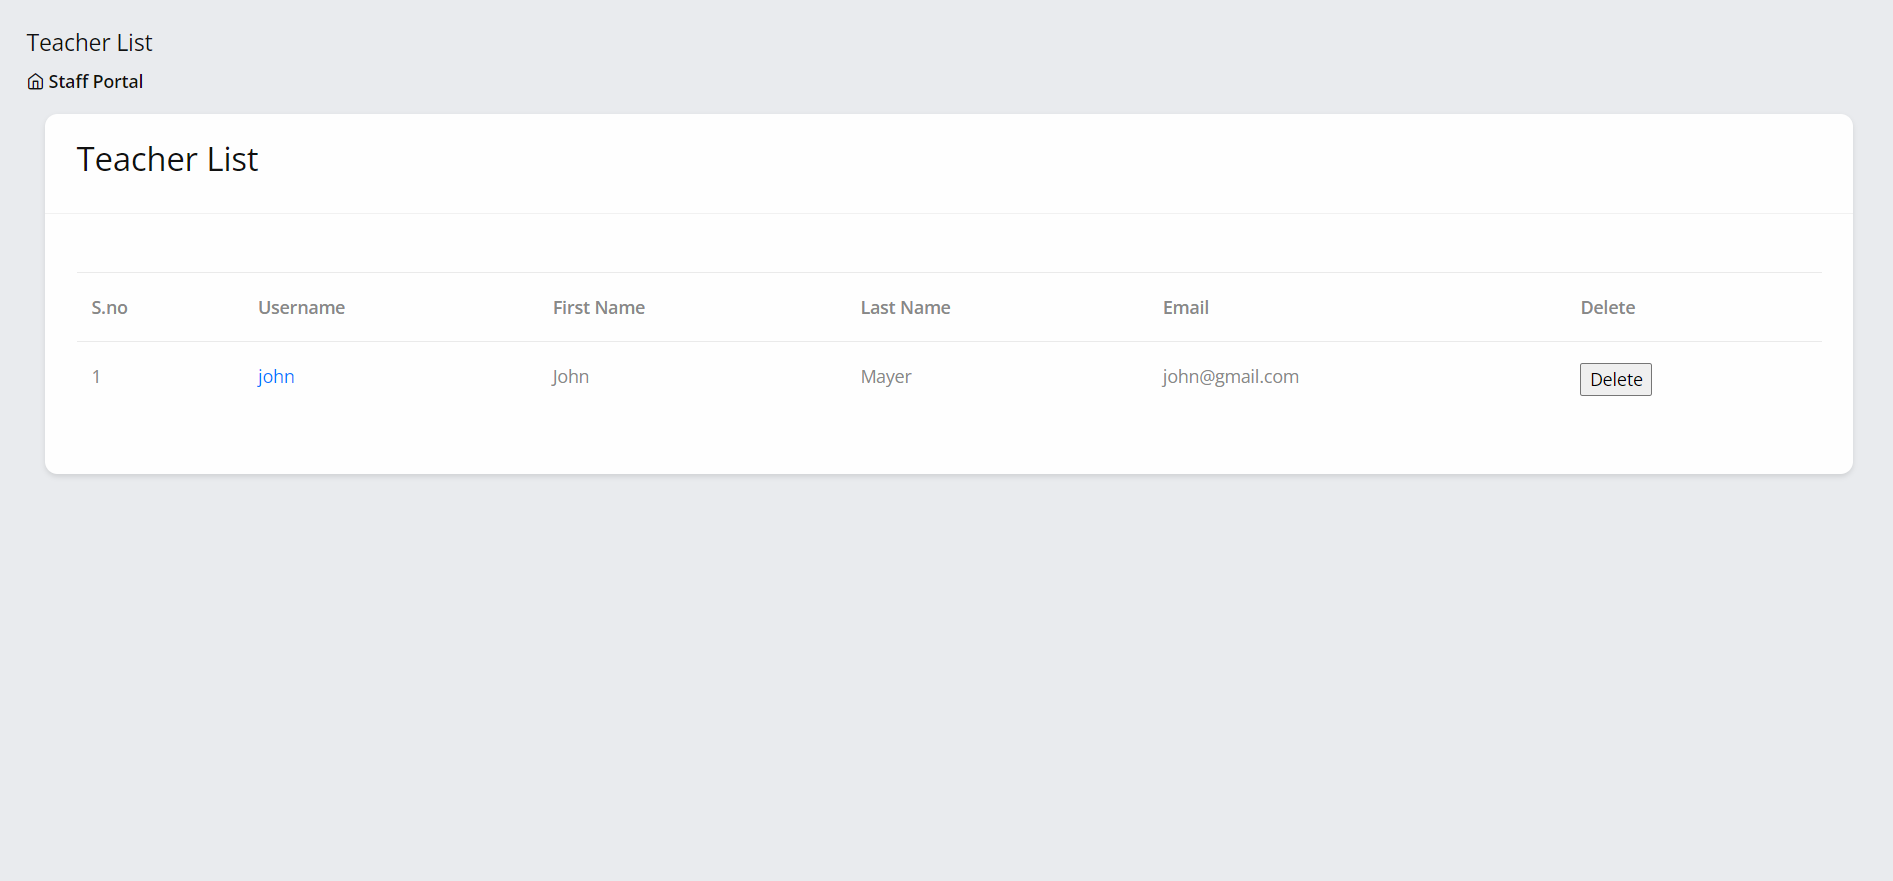 Teacher List
Staff Portal
Teacher List
S.no Username First Name Last Name Email Delete
1 john John Mayer john@gmail.com Delete